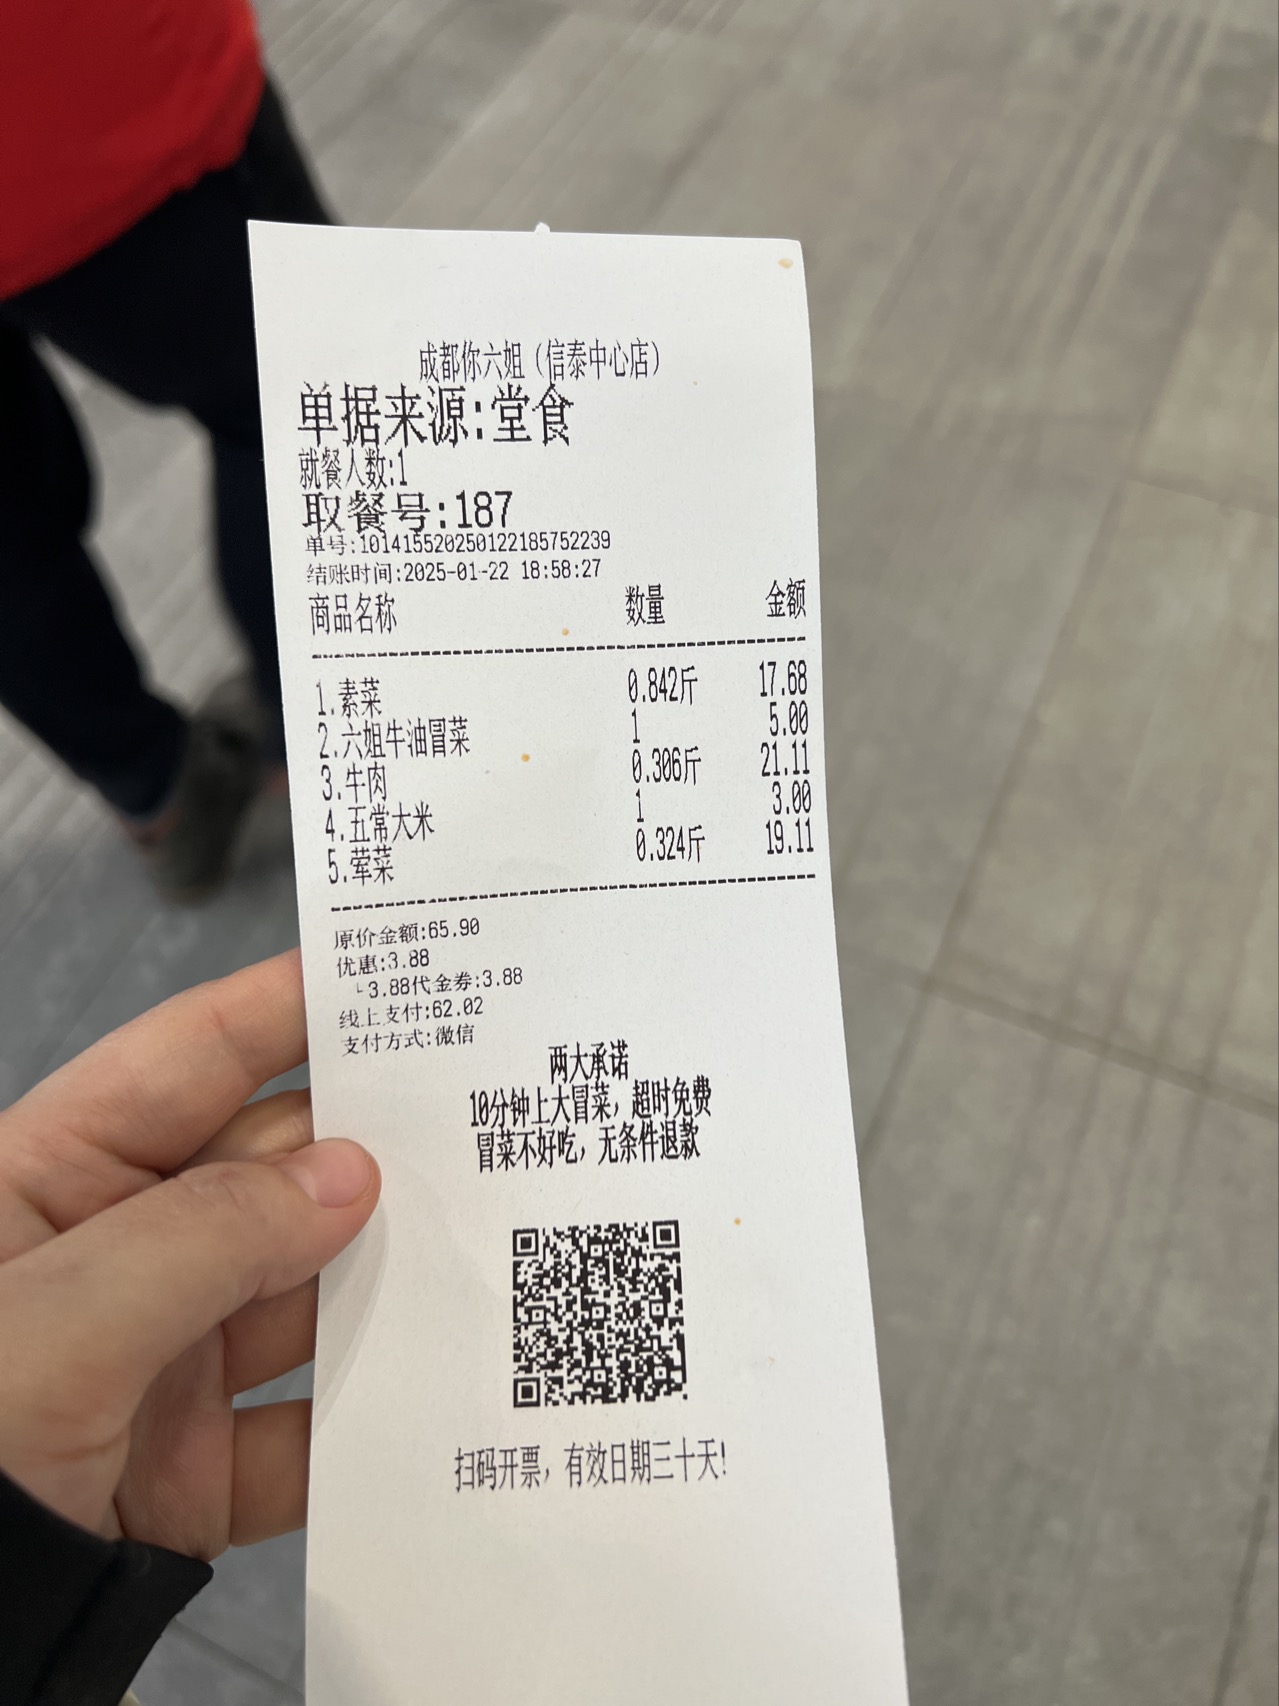 成都你六姐（信泰中心店）
单据来源:堂食
就餐人数:1
取餐号:187
单号:101415520250122185752239
结账时间:2025-01-22 18:58:27
商品名称 数量 金额
1.素菜 0.842斤 17.68
2.六姐牛油冒菜 1 5.00
3.牛肉 0.306斤 21.11
4.五常大米 1 3.00
5.荤菜 0.324斤 19.11
原价金额:65.90
优惠:3.88
└3.88代金券:3.88
线上支付:62.02
支付方式:微信
两大承诺
10分钟上大冒菜，超时免费
冒菜不好吃，无条件退款
扫码开票，有效日期三十天!